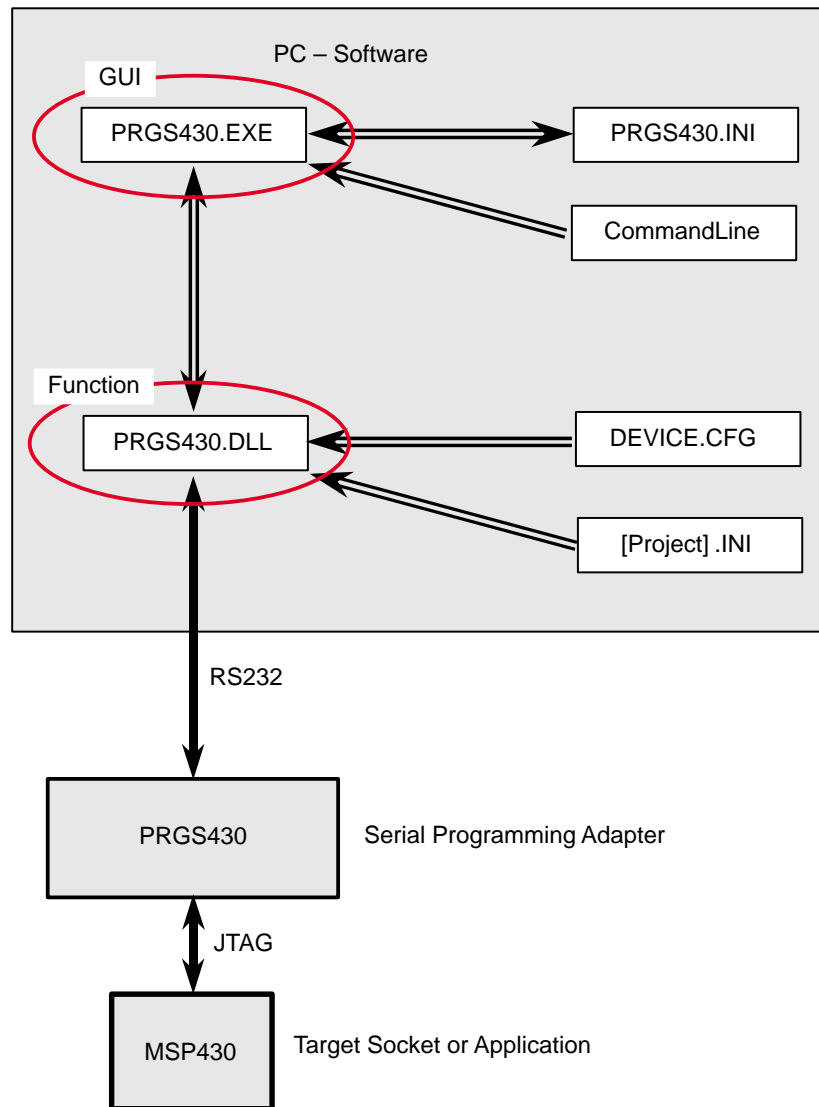 PC – Software
GUI
PRGS430.EXE
PRGS430.INI
CommandLine
Function
PRGS430.DLL
DEVICE.CFG
[Project] .INI
RS232
PRGS430
Serial Programming Adapter
JTAG
MSP430
Target Socket or Application